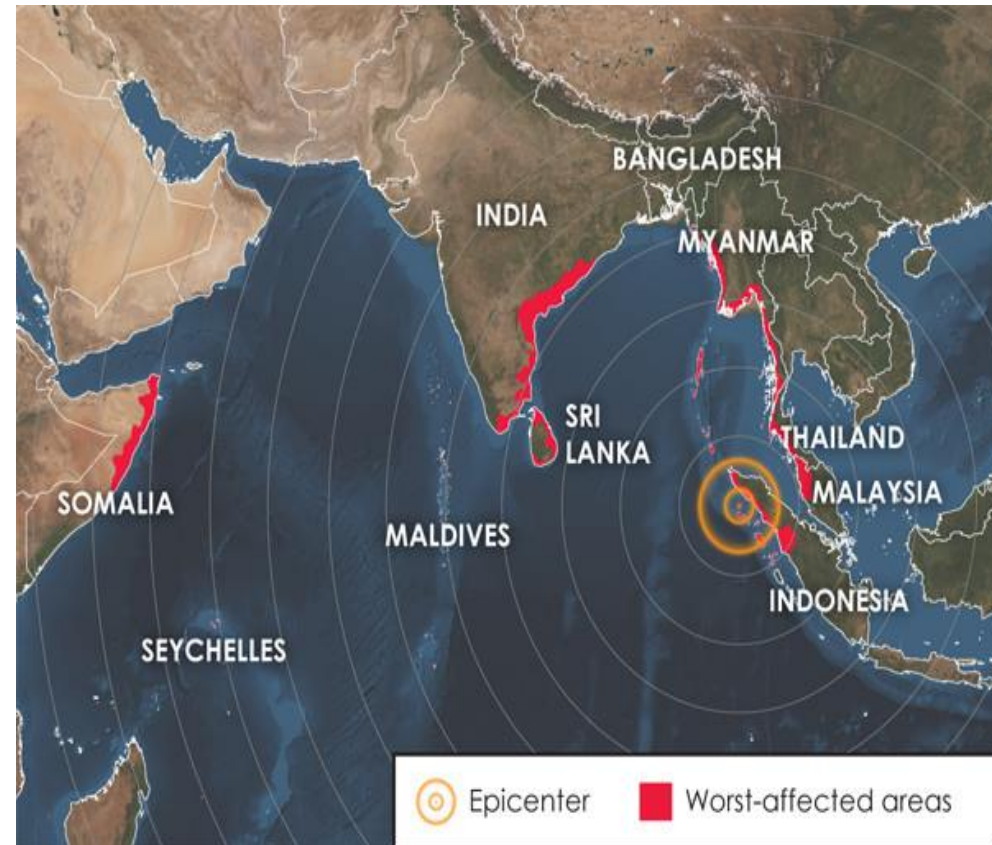 BANGLADESH
INDIA
MYANMAR
SRI
LANKA
THAILAND
MALAYSIA
SOMALIA
MALDIVES
INDONESIA
SEYCHELLES
Epicenter
Worst-affected areas